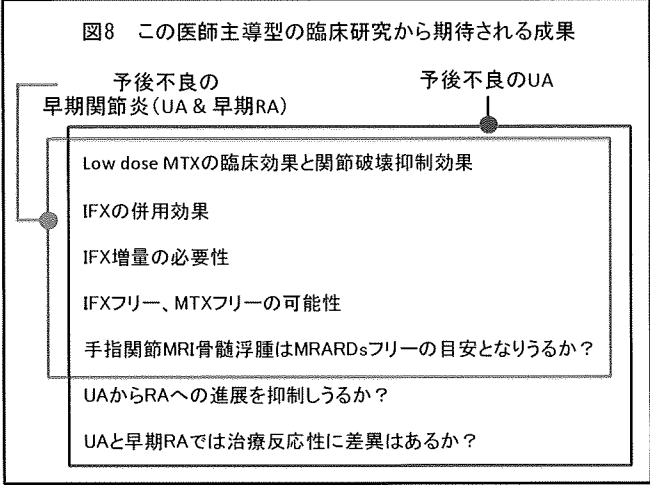 図8　この医師主導型の臨床研究から期待される成果
予後不良の
早期関節炎（UA & 早期RA）
予後不良のUA
Low dose MTXの臨床効果と関節破壊抑制効果
IFXの併用効果
IFX増量の必要性
IFXフリー、MTXフリーの可能性
手指関節MRI骨髄浮腫はMRARDsフリーの目安となりうるか？
UAからRAへの進展を抑制しうるか？
UAと早期RAでは治療反応性に差異はあるか？